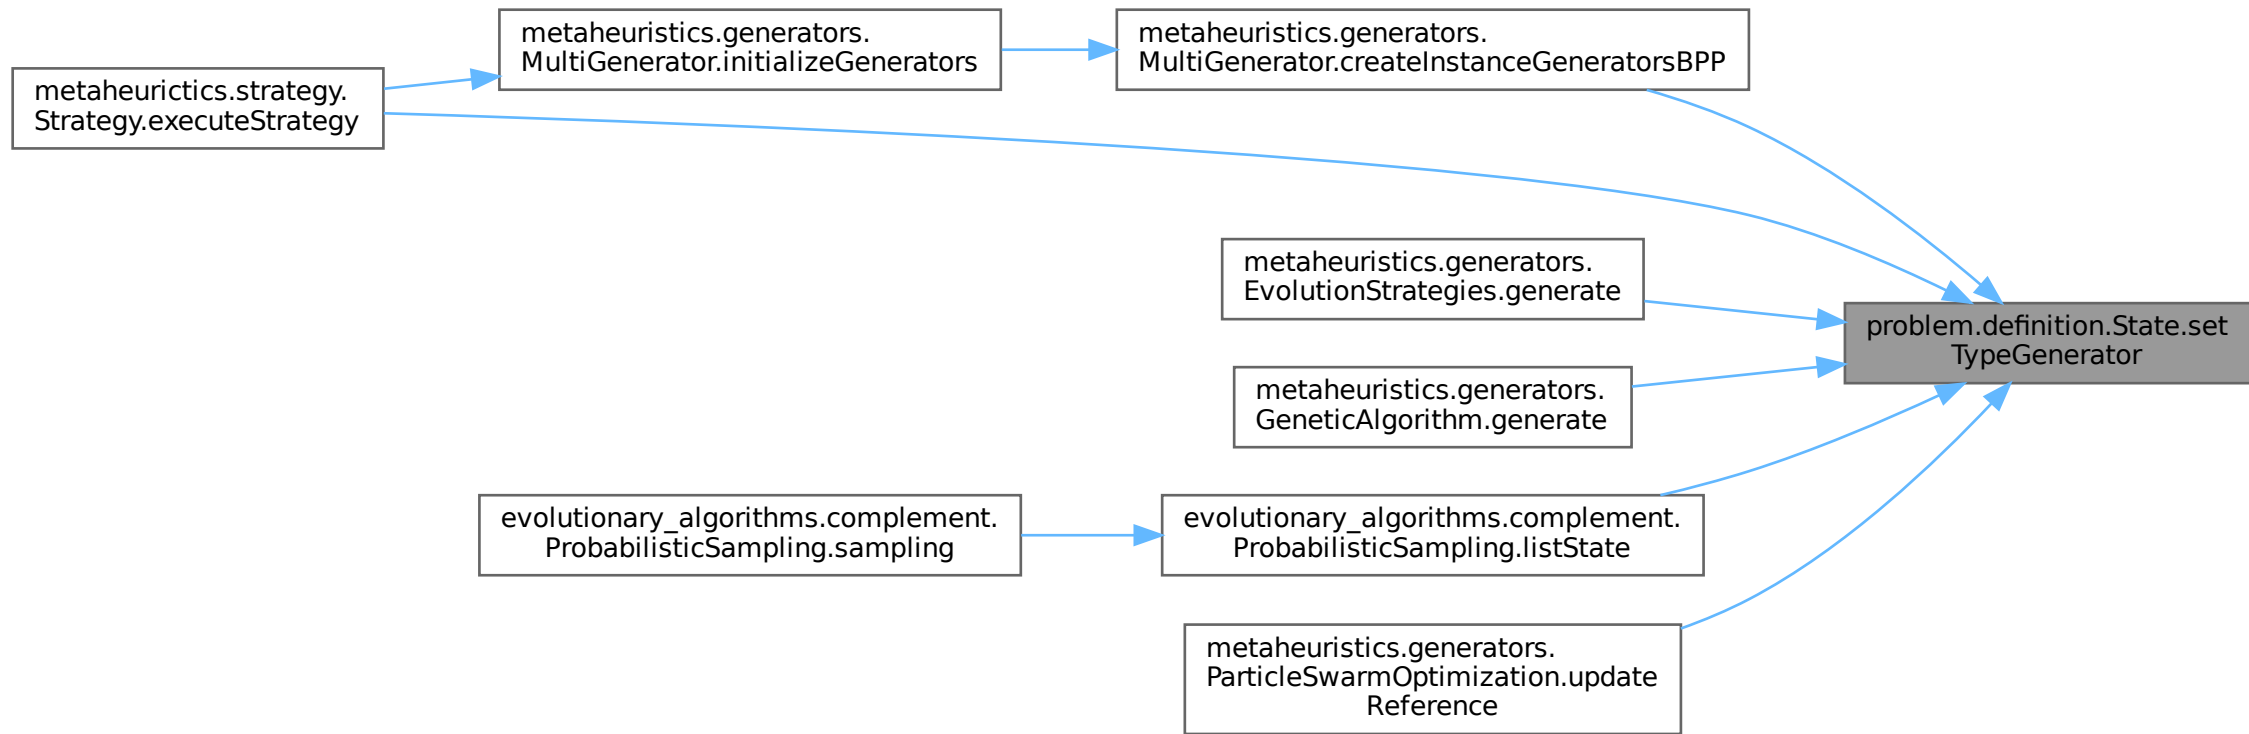 metaheuristics.generators.
MultiGenerator.initializeGenerators
metaheuristics.generators.
MultiGenerator.createInstanceGeneratorsBPP
metaheurictics.strategy.
Strategy.executeStrategy
metaheuristics.generators.
EvolutionStrategies.generate
problem.definition.State.set
TypeGenerator
metaheuristics.generators.
GeneticAlgorithm.generate
evolutionary_algorithms.complement.
ProbabilisticSampling.sampling
evolutionary_algorithms.complement.
ProbabilisticSampling.listState
metaheuristics.generators.
ParticleSwarmOptimization.update
Reference